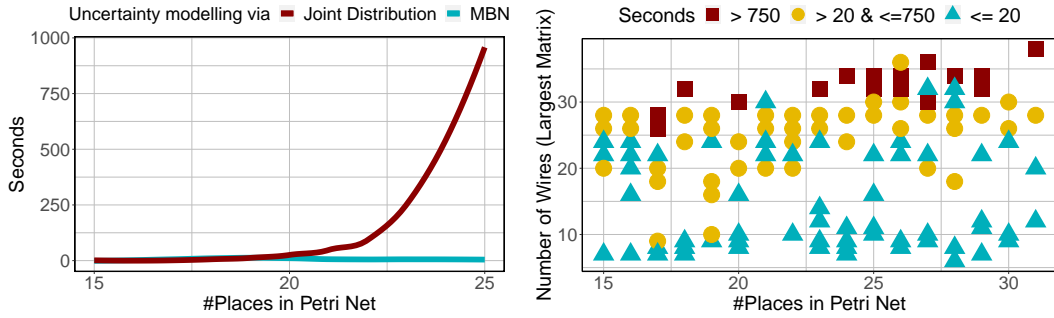 Uncertainty modelling via Joint Distribution MBN
1000
750
500
250
0
Seconds
15 20 25
#Places in Petri Net
Seconds > 750 > 20 & <=750 <= 20
30
20
10
Number of Wires (Largest Matrix)
15 20 25 30
#Places in Petri Net